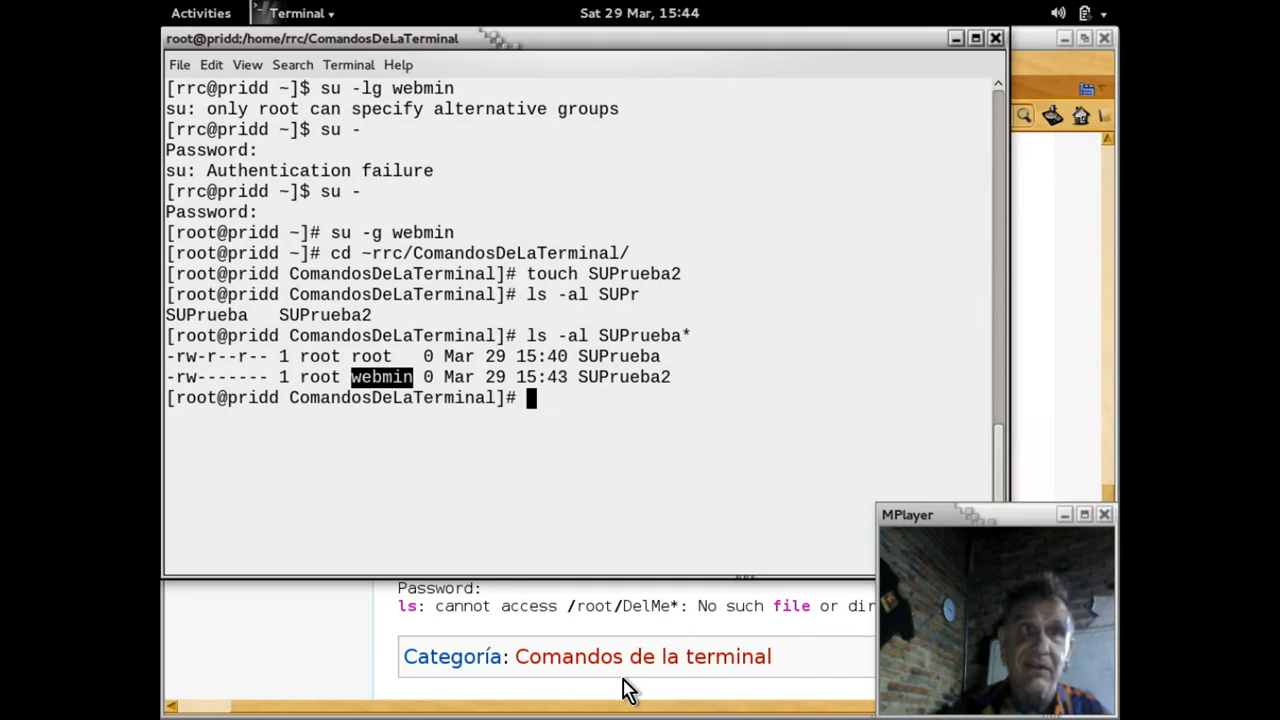 Activities
Terminal
Sat 29 Mar, 15:44
root@pridd:/home/rrc/ComandosDeLaTerminal
File Edit View Search Terminal Help
[rrc@pridd ~]$ su -lg webmin
su: only root can specify alternative groups
[rrc@pridd ~]$ su -
Password:
su: Authentication failure
[rrc@pridd ~]$ su -
Password:
[root@pridd ~]# su -g webmin
[root@pridd ~]# cd ~rrc/ComandosDeLaTerminal/
[root@pridd ComandosDeLaTerminal]# touch SUPrueba2
[root@pridd ComandosDeLaTerminal]# ls -al SUPr
SUPrueba   SUPrueba2
[root@pridd ComandosDeLaTerminal]# ls -al SUPrueba*
-rw-r--r-- 1 root root   0 Mar 29 15:40 SUPrueba
-rw------- 1 root webmin 0 Mar 29 15:43 SUPrueba2
[root@pridd ComandosDeLaTerminal]#
MPlayer
Password:
ls: cannot access /root/DelMe*: No such file or dir
Categoría: Comandos de la terminal